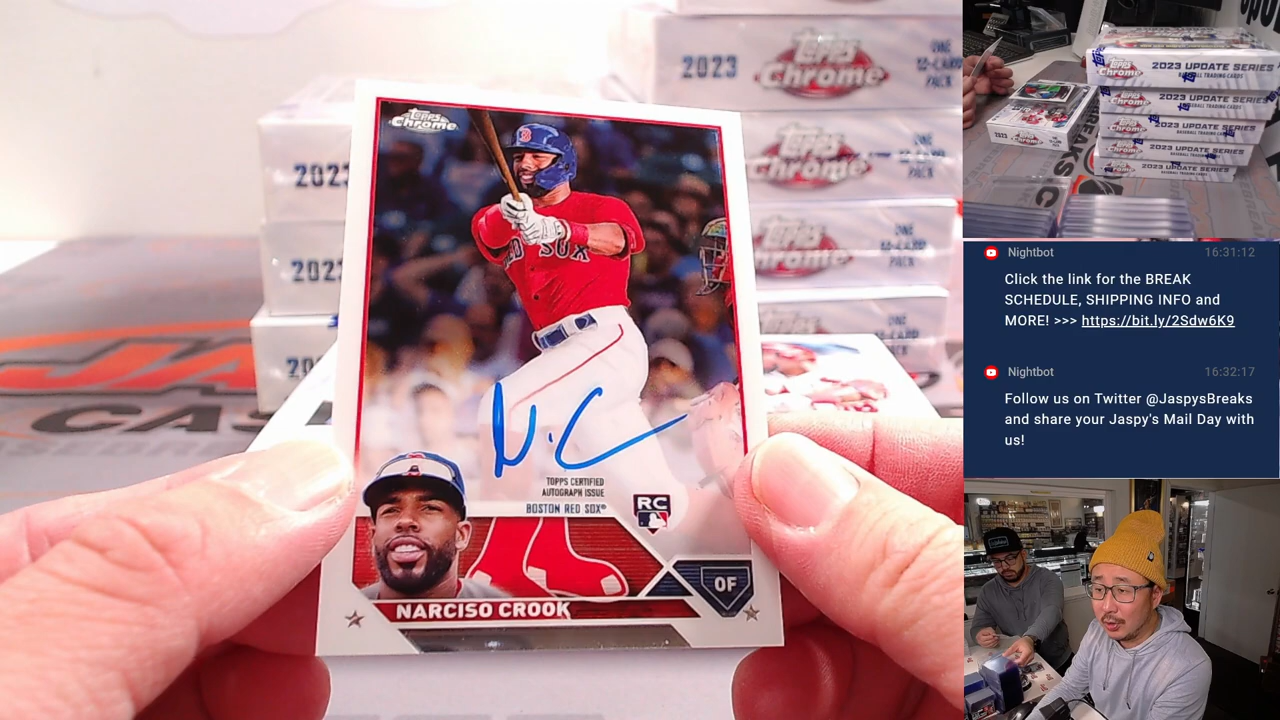 2023
Topps
Chrome
ONE
10-CARD
PACK
Topps
Chrome
Topps
Chrome
B
RED SOX
N.C
TOPPS CERTIFIED
AUTOGRAPH ISSUE
BOSTON RED SOX®
RC
OF
NARCISO CROOK
JA
CAS
2023 UPDATE SERIES
BASEBALL TRADING CARDS
2023 UPDATE SERIES
2023 UPDATE SERIES
2023 UPDATE SERIES
2023 UPDATE SERIES
Nightbot 16:31:12
Click the link for the BREAK
SCHEDULE, SHIPPING INFO and
MORE! >>> https://bit.ly/2Sdw6K9
Nightbot 16:32:17
Follow us on Twitter @JaspysBreaks
and share your Jaspy's Mail Day with
us!